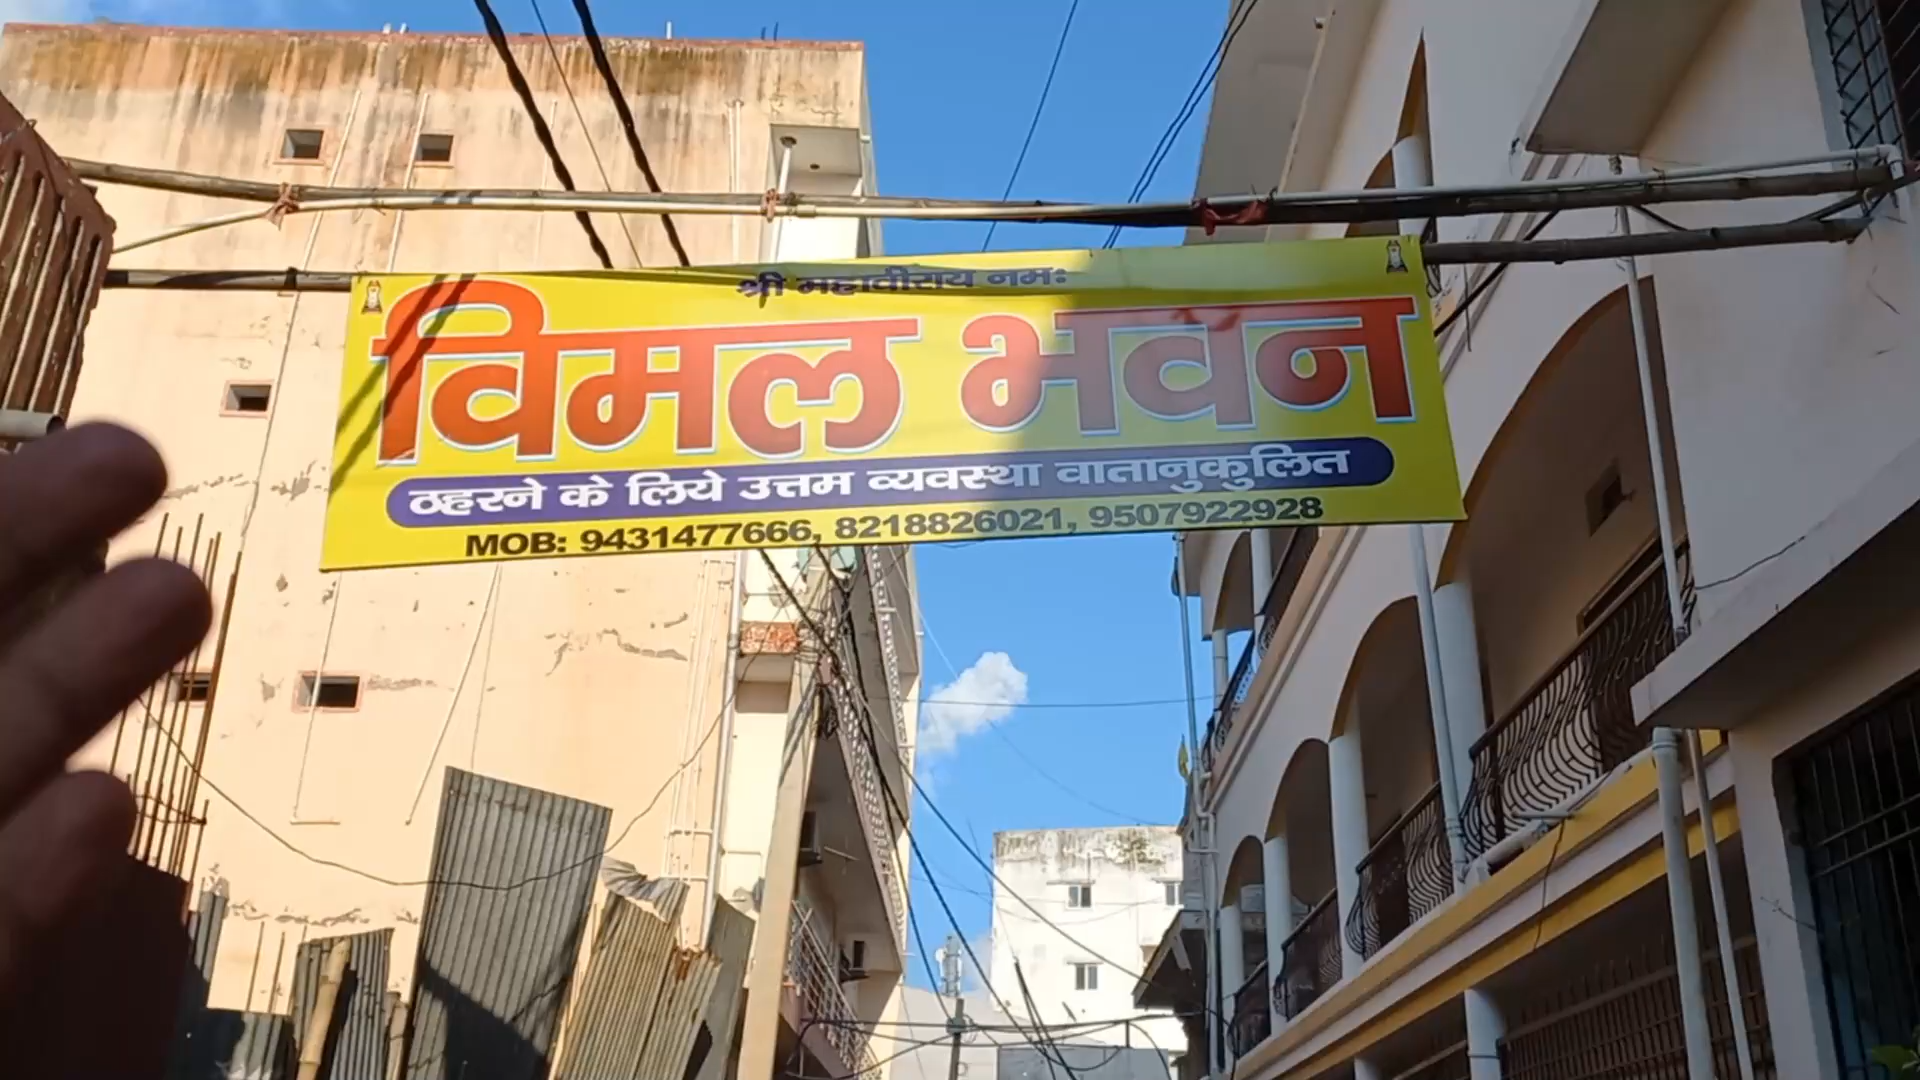 श्री महावीराय नमः
विमल भवन
ठहरने के लिये उत्तम व्यवस्था वातानुकुलित
MOB: 9431477666, 8218826021, 9507922928